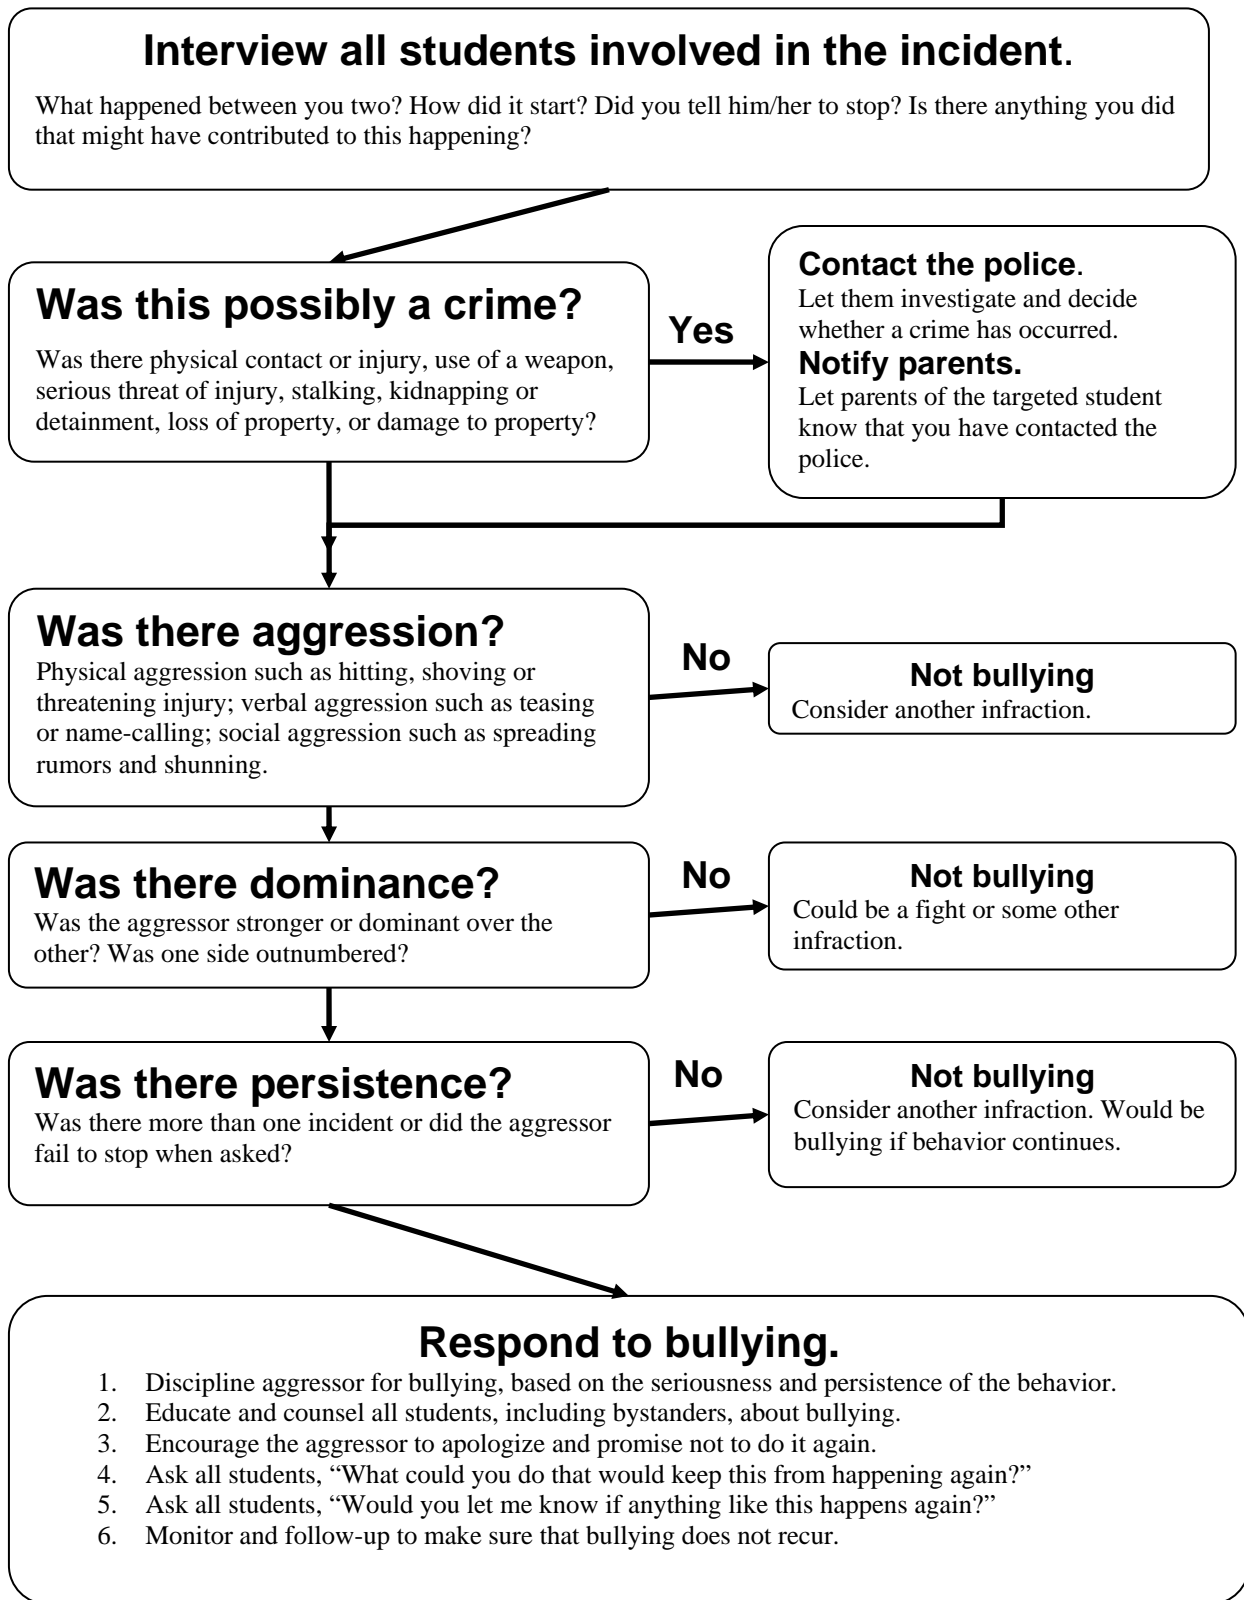 Interview all students involved in the incident.
What happened between you two? How did it start? Did you tell him/her to stop? Is there anything you did
that might have contributed to this happening?
Was this possibly a crime?
Was there physical contact or injury, use of a weapon,
serious threat of injury, stalking, kidnapping or
detainment, loss of property, or damage to property?
Yes
Contact the police.
Let them investigate and decide
whether a crime has occurred.
Notify parents.
Let parents of the targeted student
know that you have contacted the
police.
Was there aggression?
Physical aggression such as hitting, shoving or
threatening injury; verbal aggression such as teasing
or name-calling; social aggression such as spreading
rumors and shunning.
No
Not bullying
Consider another infraction.
Was there dominance?
Was the aggressor stronger or dominant over the
other? Was one side outnumbered?
No
Not bullying
Could be a fight or some other
infraction.
Was there persistence?
Was there more than one incident or did the aggressor
fail to stop when asked?
No
Not bullying
Consider another infraction. Would be
bullying if behavior continues.
Respond to bullying.
1. Discipline aggressor for bullying, based on the seriousness and persistence of the behavior.
2. Educate and counsel all students, including bystanders, about bullying.
3. Encourage the aggressor to apologize and promise not to do it again.
4. Ask all students, “What could you do that would keep this from happening again?”
5. Ask all students, “Would you let me know if anything like this happens again?”
6. Monitor and follow-up to make sure that bullying does not recur.